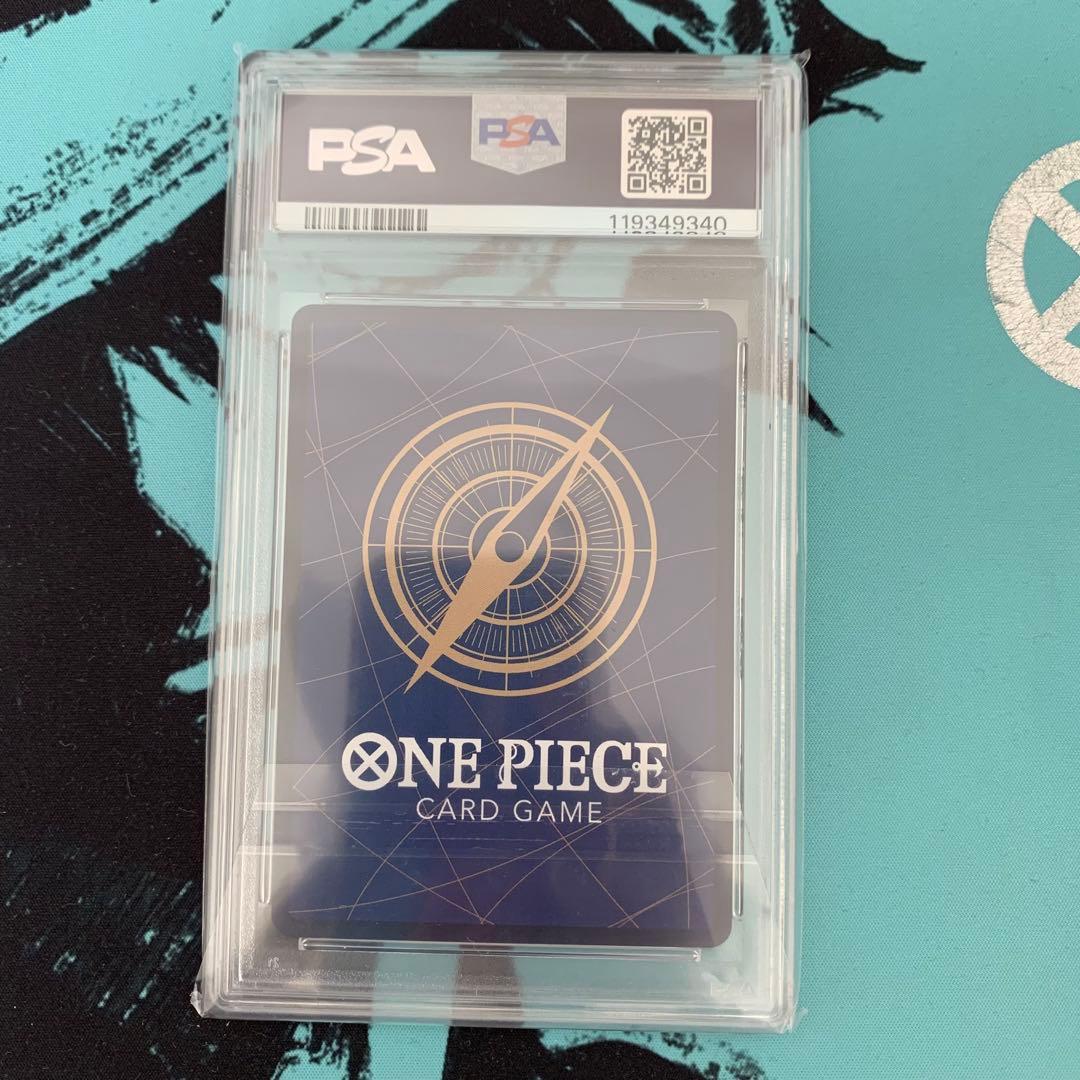 PSA
PSA
119349340
ONE PIECE
CARD GAME